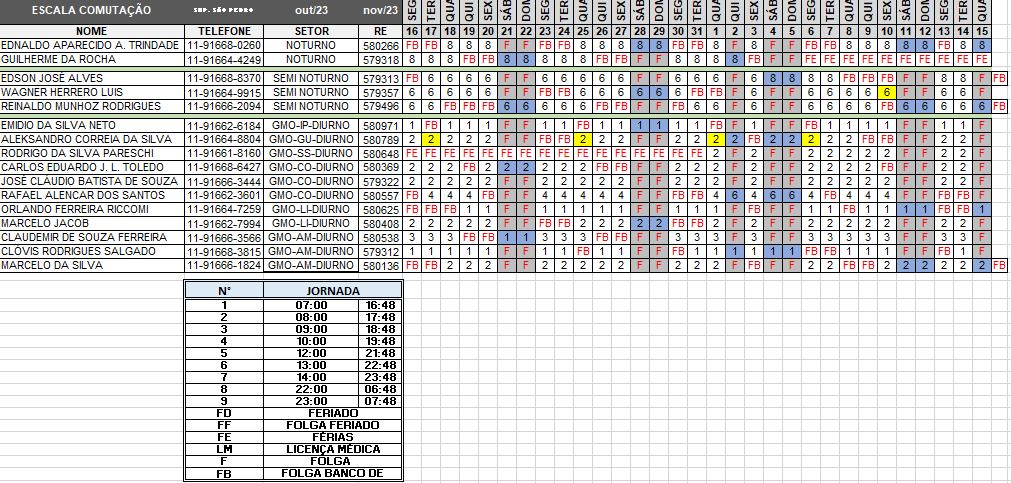 ESCALA COMUTAÇÃO SUP. SÃO PEDRO out/23 nov/23 SEG TER QUA QUI SEX SÁB DOM SEG TER QUA QUI SEX SÁB DOM SEG TER QUA QUI SEX SÁB DOM SEG TER QUA QUI SEX SÁB DOM SEG TER QUA
NOME TELEFONE SETOR RE 16 17 18 19 20 21 22 23 24 25 26 27 28 29 30 31 1 2 3 4 5 6 7 8 9 10 11 12 13 14 15
EDNALDO APARECIDO A. TRINDADE 11-91668-0260 NOTURNO 580266 FB FB 8 8 8 F F FB FB 8 8 8 8 8 FB FB 8 F 8 F F FB FB 8 8 8 8 8 FB 8 8
GUILHERME DA ROCHA 11-91664-4249 NOTURNO 579318 8 8 8 FB FB 8 8 8 8 8 8 8 F F FB FB 8 8 FB F F FE FE FE FE FE FE FE FE FE FE
EDSON JOSÉ ALVES 11-91668-8370 SEMI NOTURNO 579313 FB 6 6 6 6 F F 6 6 6 FB 6 F F 6 6 6 F 6 8 8 8 8 FB FB FB F F 8 8 F FB
WAGNER HERRERO LUIS 11-91664-9915 SEMI NOTURNO 579357 6 6 6 6 6 F F 6 FB FB 6 6 6 6 FB 6 6 F 6 F F 6 6 6 6 6 F F 6 6 F
REINALDO MUNHOZ RODRIGUES 11-91666-2094 SEMI NOTURNO 579496 6 6 FB FB FB 6 6 6 6 6 FB FB F F FB 6 6 F 6 F F 6 6 6 FB FB 6 6 FB FB 6 FB
EMIDIO DA SILVA NETO 11-91662-6184 GMO-IP-DIURNO 580971 1 FB 1 1 1 F F 1 1 FB 1 1 1 1 1 1 FB F 1 F F FB 1 1 1 1 F F 1 1 F
ALEKSANDRO CORREIA DA SILVA 11-91664-8804 GMO-GU-DIURNO 580789 2 2 2 2 2 F F FB FB 2 2 2 F F FB FB 2 2 FB 2 2 2 2 2 2 2 F F 2 2 F
RODRIGO DA SILVA PARESCHI 11-91661-8160 GMO-SS-DIURNO 580648 FE FE FE FE FE FE FE FE FE FE FE FE FE FE FE FE 2 F 2 F F 2 2 2 2 2 F F 2 2 F
CARLOS EDUARDO J. L. TOLEDO 11-91668-6427 GMO-CO-DIURNO 580369 2 2 2 FB 2 2 2 2 2 2 FB FB F F 2 2 2 F 2 F F 2 2 2 2 2 F F 2 2 F
JOSÉ CLAUDIO BATISTA DE SOUZA 11-91666-3444 GMO-CO-DIURNO 579322 2 2 2 2 2 F F 2 2 2 2 2 F F 2 2 2 F 2 F F 2 2 2 2 2 F F 2 2 F
RAFAEL ALENCAR DOS SANTOS 11-91662-3601 GMO-CO-DIURNO 580557 FB 4 4 4 FB F F 4 4 4 4 4 F F FB FB 4 6 4 6 6 4 FB 4 4 4 F F FB FB F
ORLANDO FERREIRA RICCOMI 11-91664-7259 GMO-LI-DIURNO 580625 FB FB FB 1 1 F F 1 1 1 1 1 F F 1 1 1 F FB F F 1 1 FB 1 1 1 1 FB FB 1
MARCELO JACOB 11-91662-7994 GMO-LI-DIURNO 580408 2 2 2 2 2 F F FB FB FB 2 2 2 2 FB FB 2 F 2 F F 2 2 2 2 2 F F 2 2 F
CLAUDEMIR DE SOUZA FERREIRA 11-91666-3566 GMO-AM-DIURNO 580538 3 3 3 FB FB 1 1 3 3 3 FB FB F F 3 3 3 F 3 F F 3 3 3 3 3 F F 3 3 F
CLÓVIS RODRIGUES SALGADO 11-91668-3815 GMO-AM-DIURNO 579312 1 1 1 1 1 F F 1 1 FB 1 1 F F FB 1 1 1 1 1 1 FB FB 1 1 1 F F FB 1 F
MARCELO DA SILVA 11-91666-1824 GMO-AM-DIURNO 580136 FB FB 2 2 2 F F 2 2 2 2 2 F F 2 2 2 F FB F F 2 2 FB FB 2 2 2 2 2 2 FB
N° JORNADA
1 07:00 16:48
2 08:00 17:48
3 09:00 18:48
4 10:00 19:48
5 12:00 21:48
6 13:00 22:48
7 14:00 23:48
8 22:00 06:48
9 23:00 07:48
FD FERIADO
FF FOLGA FERIADO
FE FÉRIAS
LM LICENÇA MÉDICA
F FOLGA
FB FOLGA BANCO DE